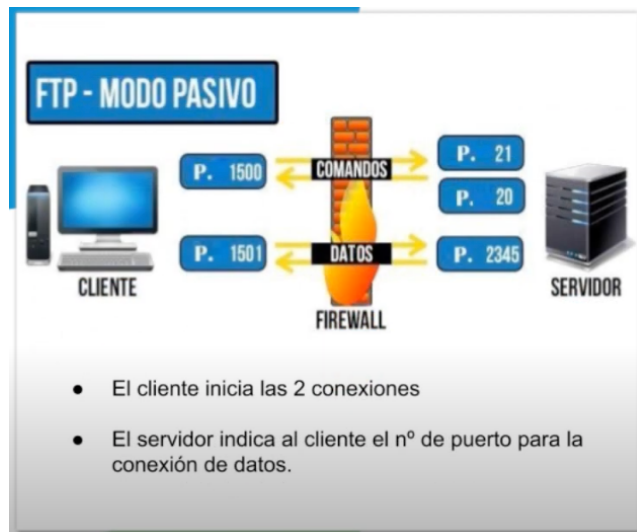 FTP - MODO PASIVO
P. 1500
COMANDOS
P. 21
P. 20
P. 1501
DATOS
P. 2345
CLIENTE
FIREWALL
SERVIDOR
● El cliente inicia las 2 conexiones
● El servidor indica al cliente el nº de puerto para la
conexión de datos.